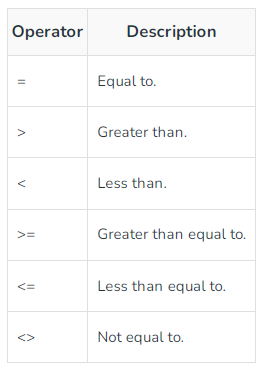 Operator Description
= Equal to.
> Greater than.
< Less than.
>= Greater than equal to.
<= Less than equal to.
<> Not equal to.